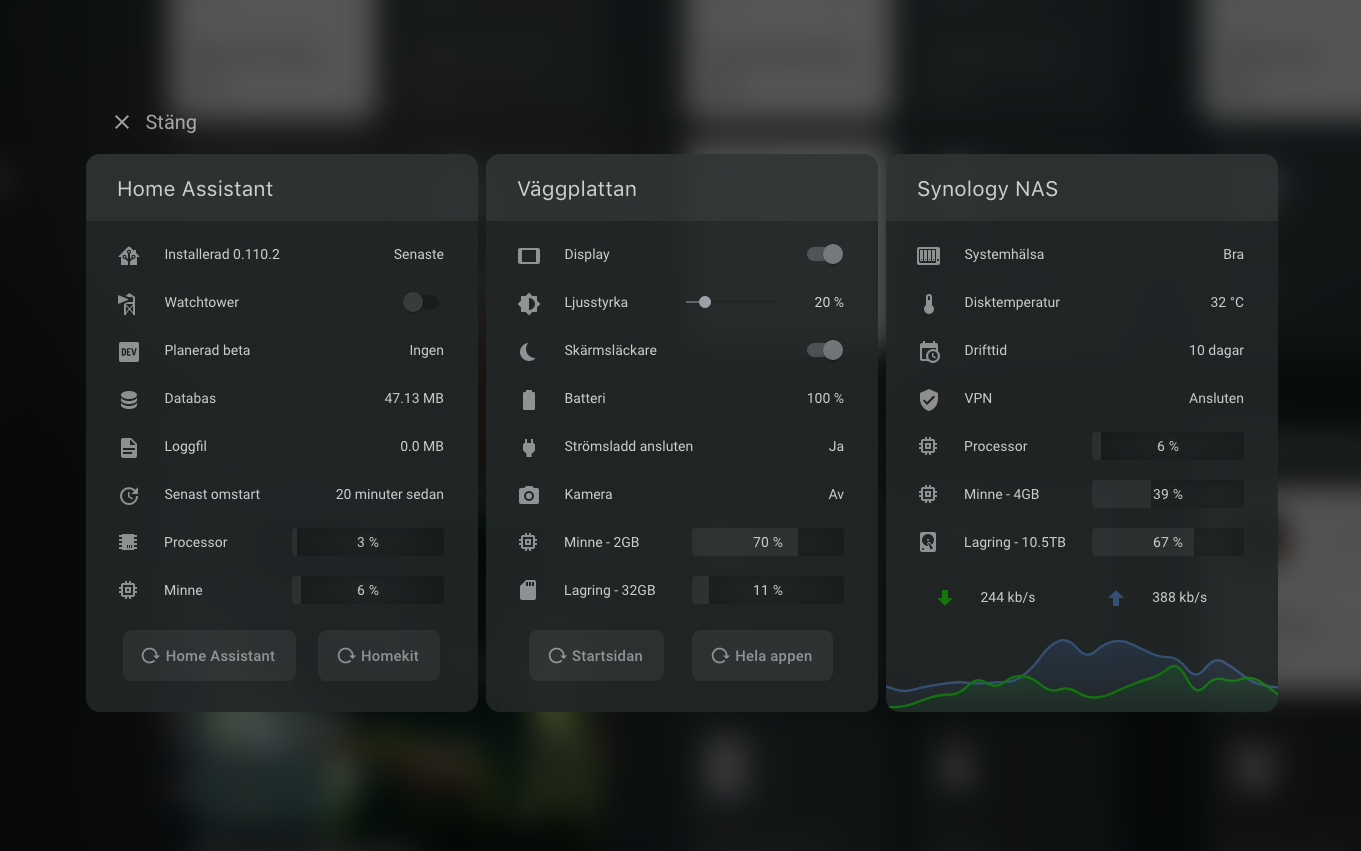 Stäng
Home Assistant
Installerad 0.110.2 Senaste
Watchtower
DEV Planerad beta Ingen
Databas 47.13 MB
Loggfil 0.0 MB
Senast omstart 20 minuter sedan
Processor 3 %
Minne 6 %
Home Assistant Homekit
Väggplattan
Display
Ljusstyrka 20 %
Skärmsläckare
Batteri 100 %
Strömsladd ansluten Ja
Kamera Av
Minne - 2GB 70 %
Lagring - 32GB 11 %
Startsidan Hela appen
Synology NAS
Systemhälsa Bra
Disktemperatur 32 °C
Drifttid 10 dagar
VPN Ansluten
Processor 6 %
Minne - 4GB 39 %
Lagring - 10.5TB 67 %
244 kb/s 388 kb/s